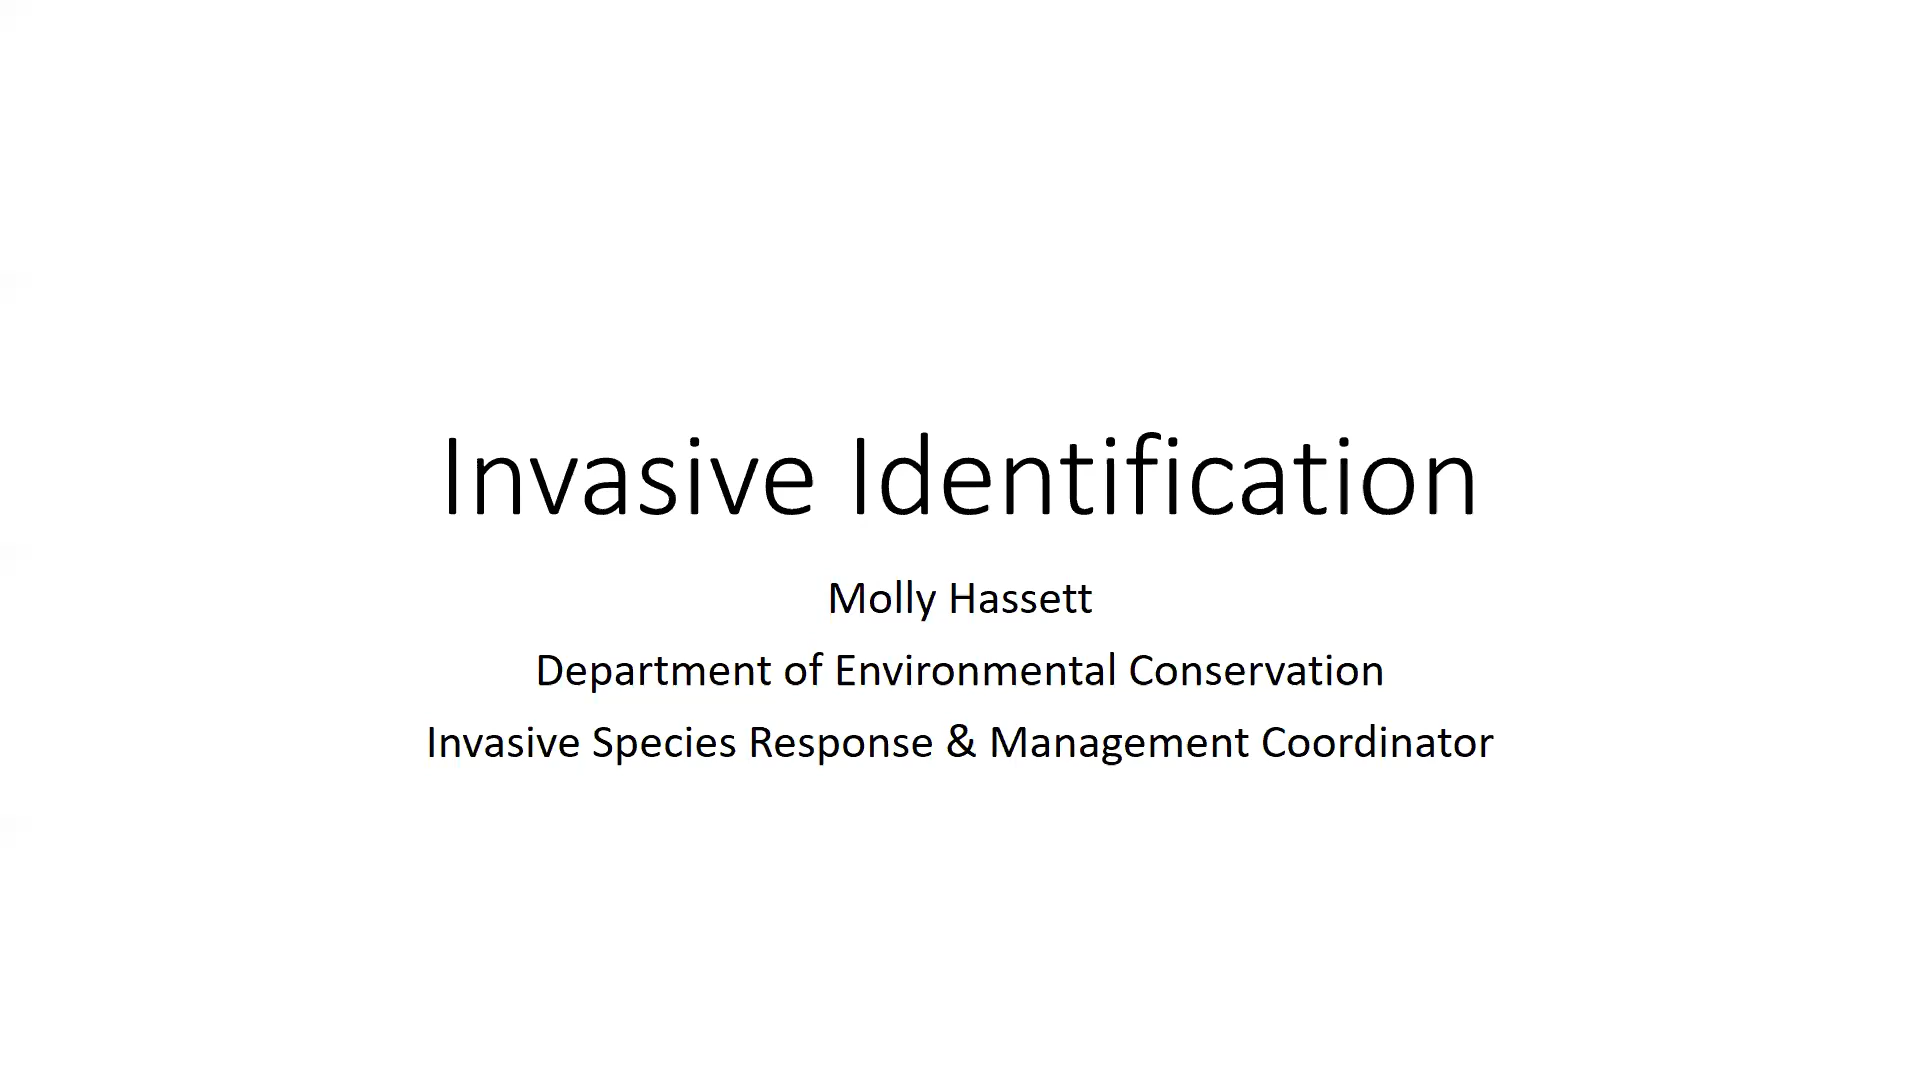 Invasive Identification
Molly Hassett
Department of Environmental Conservation
Invasive Species Response & Management Coordinator